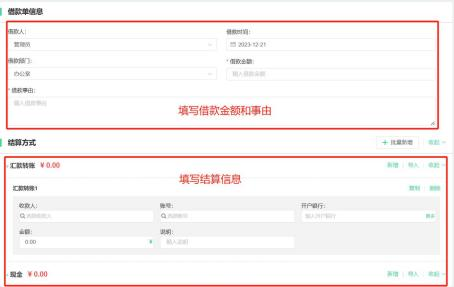 借款单信息
借款人： 借款时间：
管理员 2023-12-21
借款部门： * 借款金额：
办公室 输入借款金额
* 借款事由：
输入借款事由
填写借款金额和事由
结算方式 + 批量新增 收起
汇款转账 ¥ 0.00 新增 导入 收起
填写结算信息
汇款转账1 复制 删除
收款人： 账号： 开户银行：
选择收款人 选择账号 输入开户银行 更多
金额： 说明：
0.00 ¥ 输入说明
现金 ¥ 0.00 新增 导入 收起